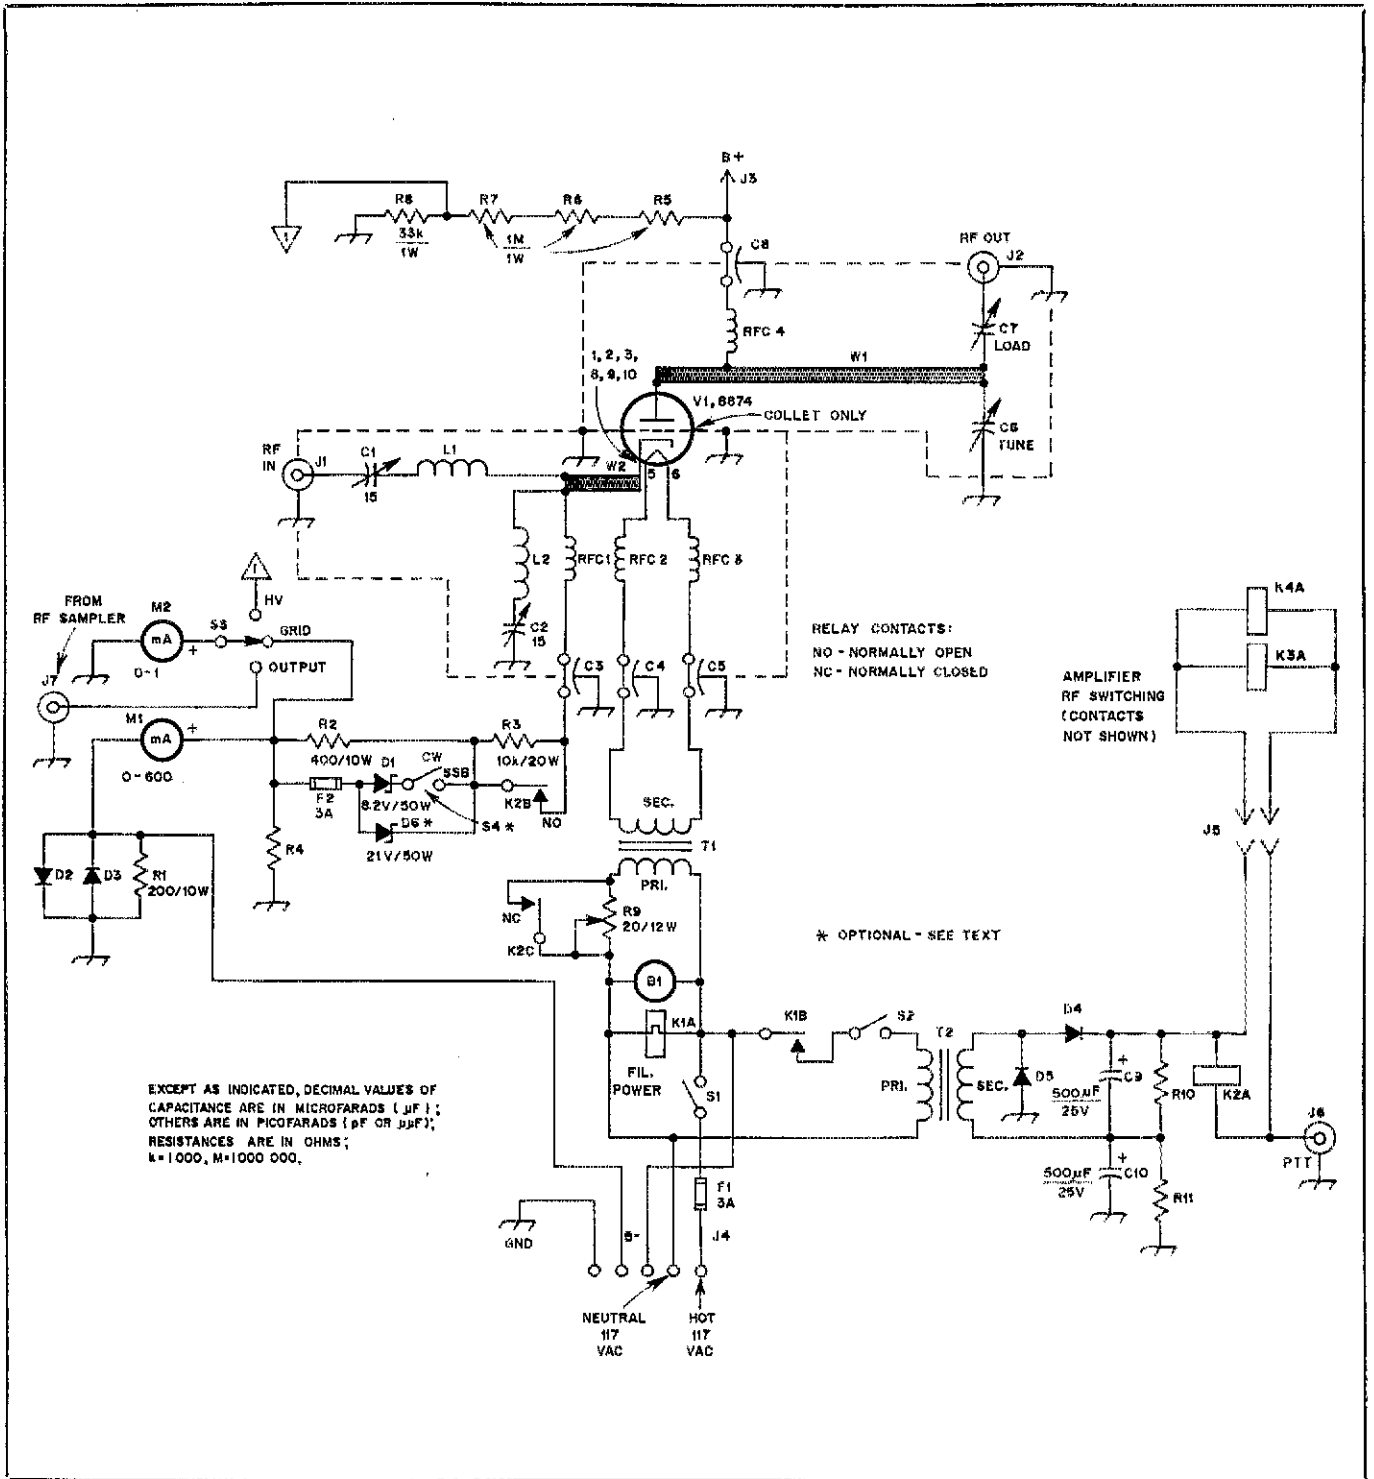 B+
J3
R8
33k
1W
R7
R6
R5
1M
1W
C8
RF OUT
J2
RFC 4
C7
LOAD
W1
1, 2, 3,
8, 9, 10
V1, 8874
COLLET ONLY
C6
TUNE
RF
IN
J1
C1
15
L1
W2
5
6
L2
RFC1
RFC 2
RFC 3
C2
15
C3
C4
C5
HV
FROM
RF SAMPLER
M2
mA
+
0-1
S3
GRID
OUTPUT
J7
M1
mA
+
0-600
R2
400/10W
R3
10k/20W
D1
CW
SSB
8.2V/50W
F2
3A
D6 *
21V/50W
S4 *
K2B
NO
RELAY CONTACTS:
NO - NORMALLY OPEN
NC - NORMALLY CLOSED
AMPLIFIER
RF SWITCHING
(CONTACTS
NOT SHOWN)
K4A
K3A
J5
SEC.
T1
PRI.
R4
D2
D3
R1
200/10W
NC
K2C
R9
20/12W
* OPTIONAL - SEE TEXT
B1
K1A
FIL.
POWER
S1
K1B
S2
T2
PRI.
SEC.
D4
D5
+
C9
500µF
25V
R10
K2A
J6
PTT
+
C10
500µF
25V
R11
EXCEPT AS INDICATED, DECIMAL VALUES OF
CAPACITANCE ARE IN MICROFARADS (µF);
OTHERS ARE IN PICOFARADS (pF OR µµF);
RESISTANCES ARE IN OHMS;
k=1000, M=1000 000.
F1
3A
J4
GND
B-
NEUTRAL
117
VAC
HOT
117
VAC